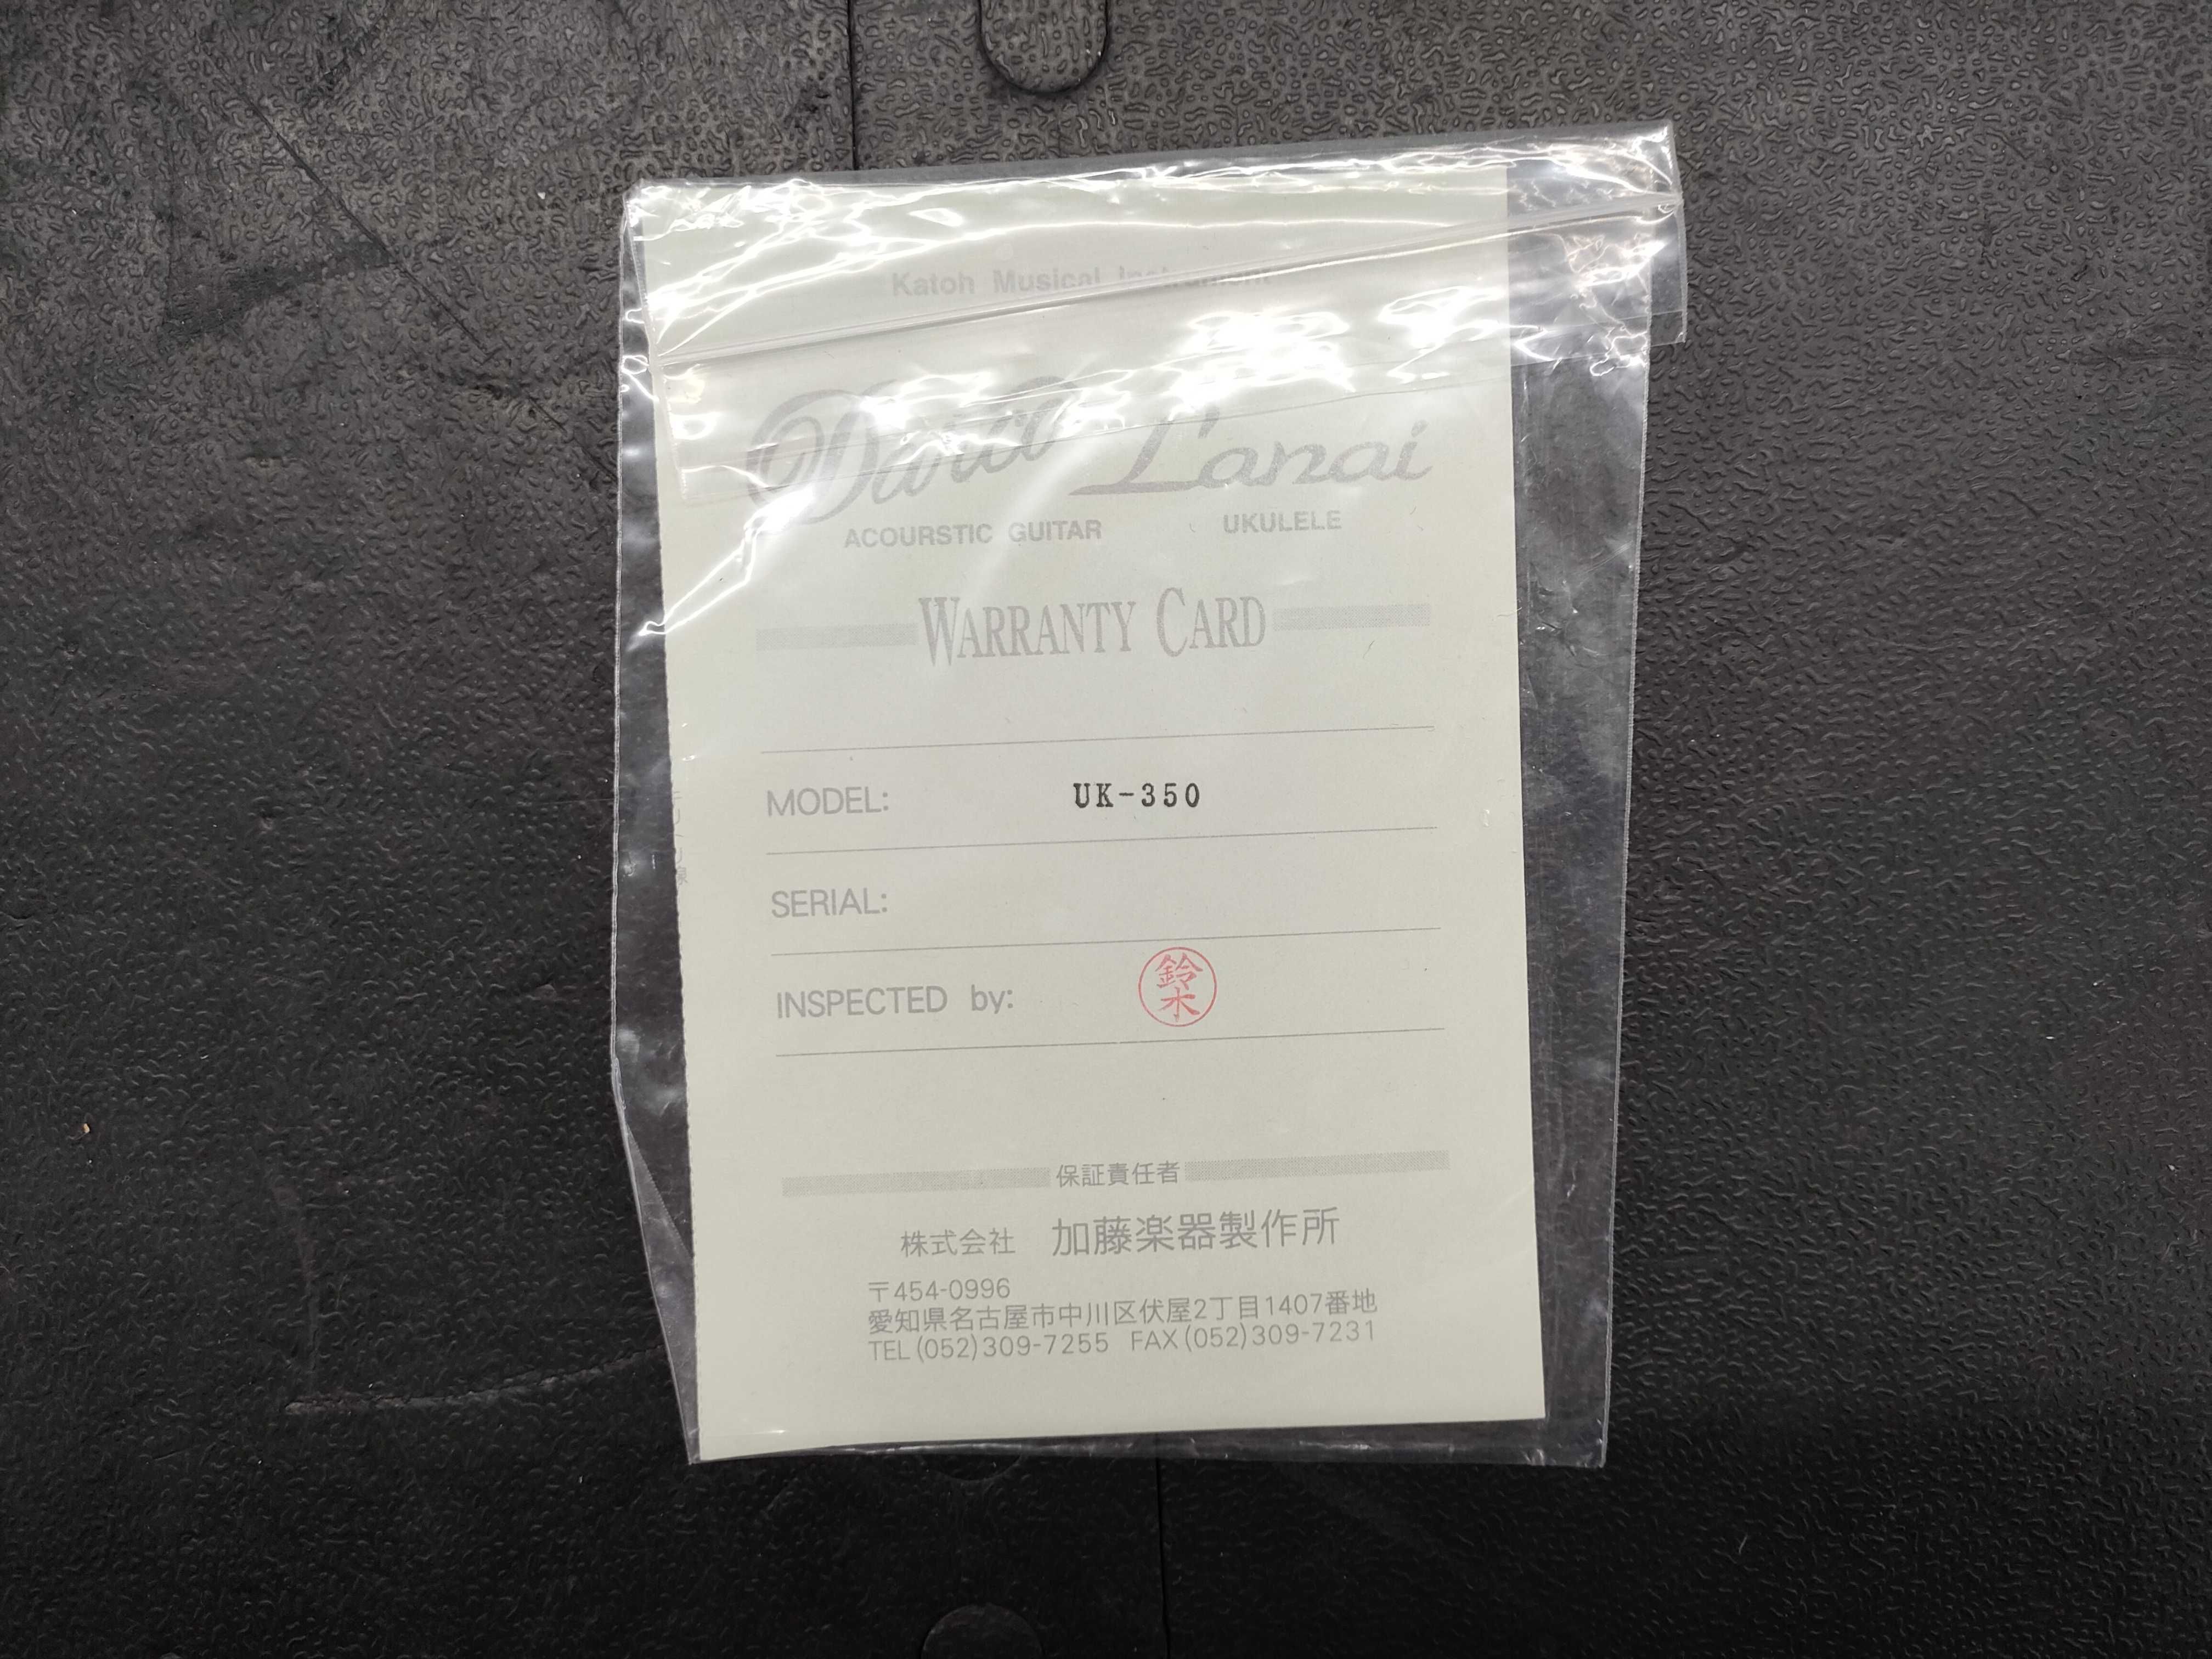 Katoh Musical Instrument
Lanai
ACOURSTIC GUITAR UKULELE
WARRANTY CARD
MODEL: UK-350
SERIAL:
INSPECTED by: 鈴木
保証責任者
株式会社 加藤楽器製作所
〒454-0996
愛知県名古屋市中川区伏屋2丁目1407番地
TEL(052)309-7255 FAX(052)309-7231